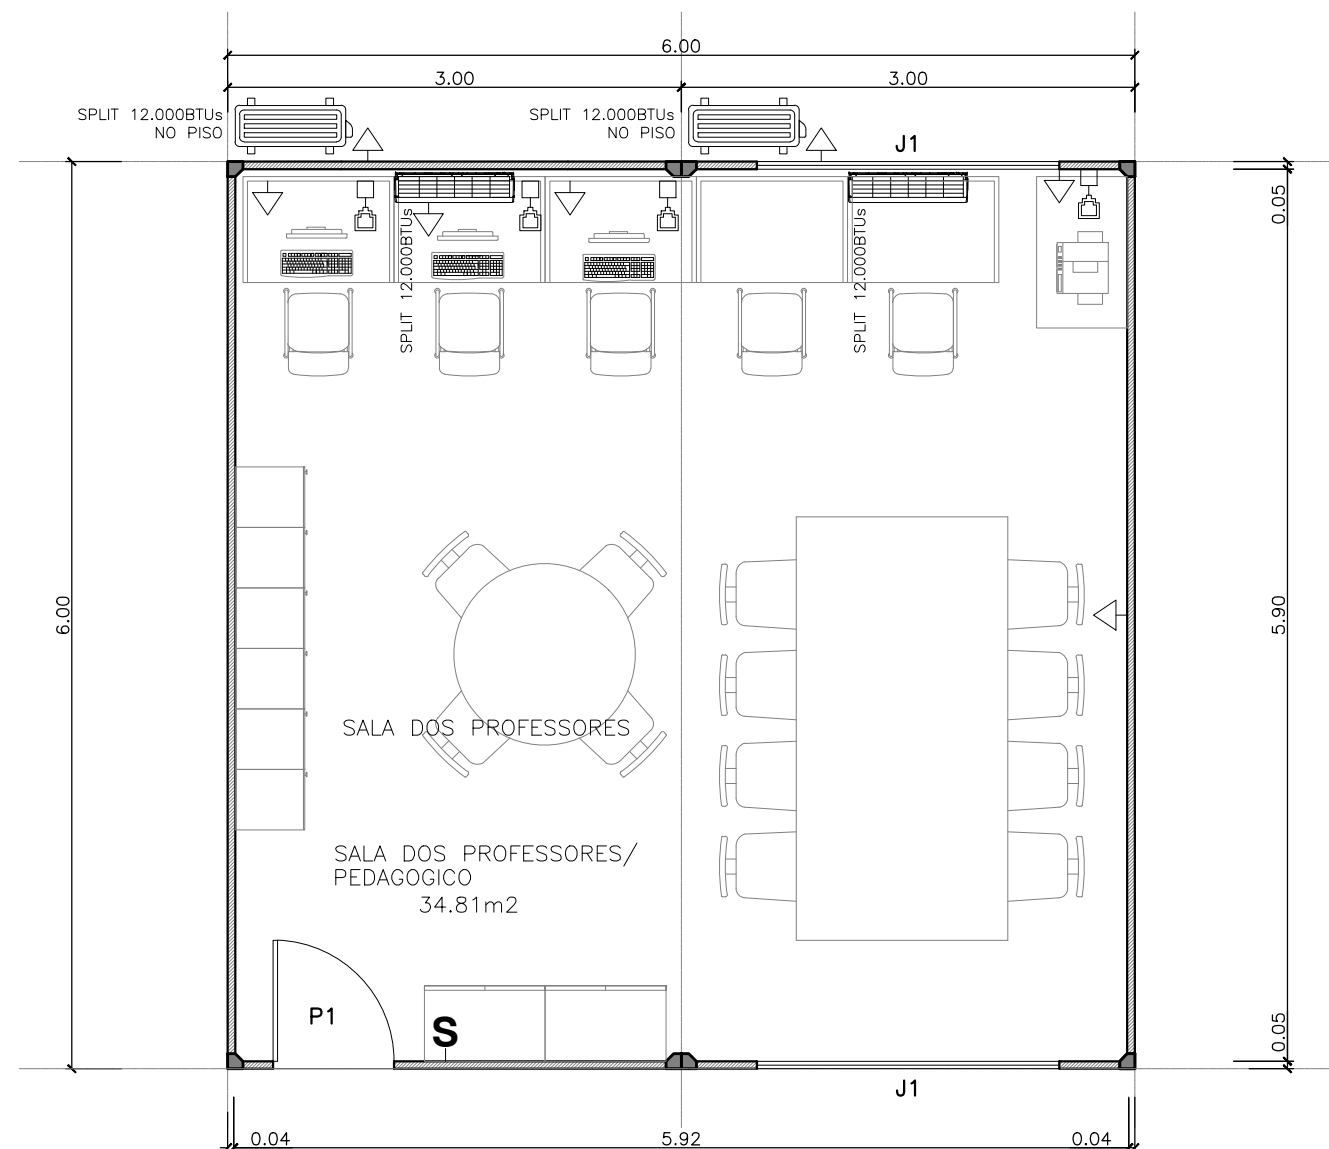 6.00
3.00
3.00
SPLIT 12.000BTUs
NO PISO
SPLIT 12.000BTUs
NO PISO
J1
0.05
SPLIT 12.000BTUs
SPLIT 12.000BTUs
6.00
5.90
SALA DOS PROFESSORES
SALA DOS PROFESSORES/
PEDAGOGICO
34.81m2
P1
S
0.05
J1
0.04
5.92
0.04